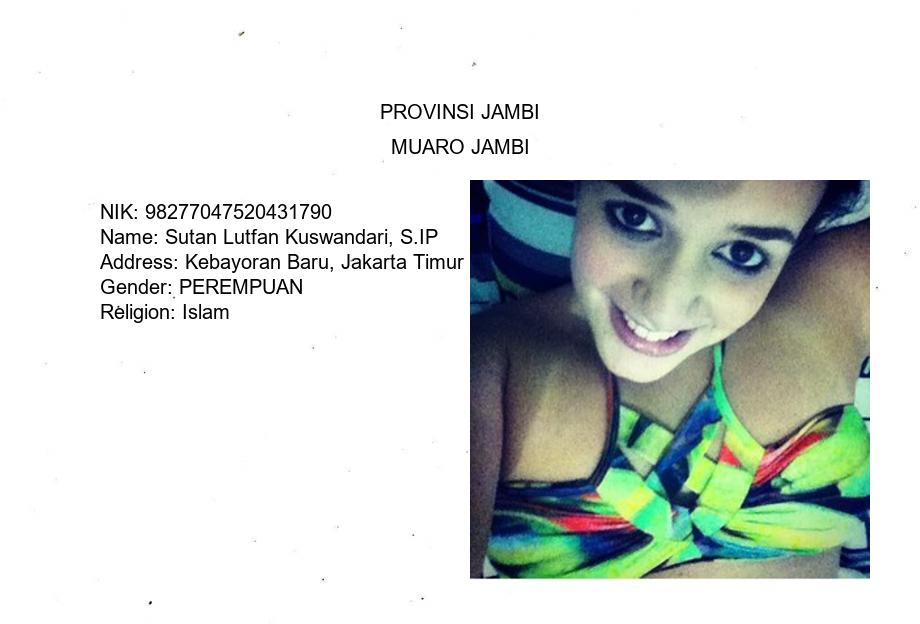 PROVINSI JAMBI
MUARO JAMBI
NIK: 98277047520431790
Name: Sutan Lutfan Kuswandari, S.IP
Address: Kebayoran Baru, Jakarta Timur
Gender: PEREMPUAN
Religion: Islam